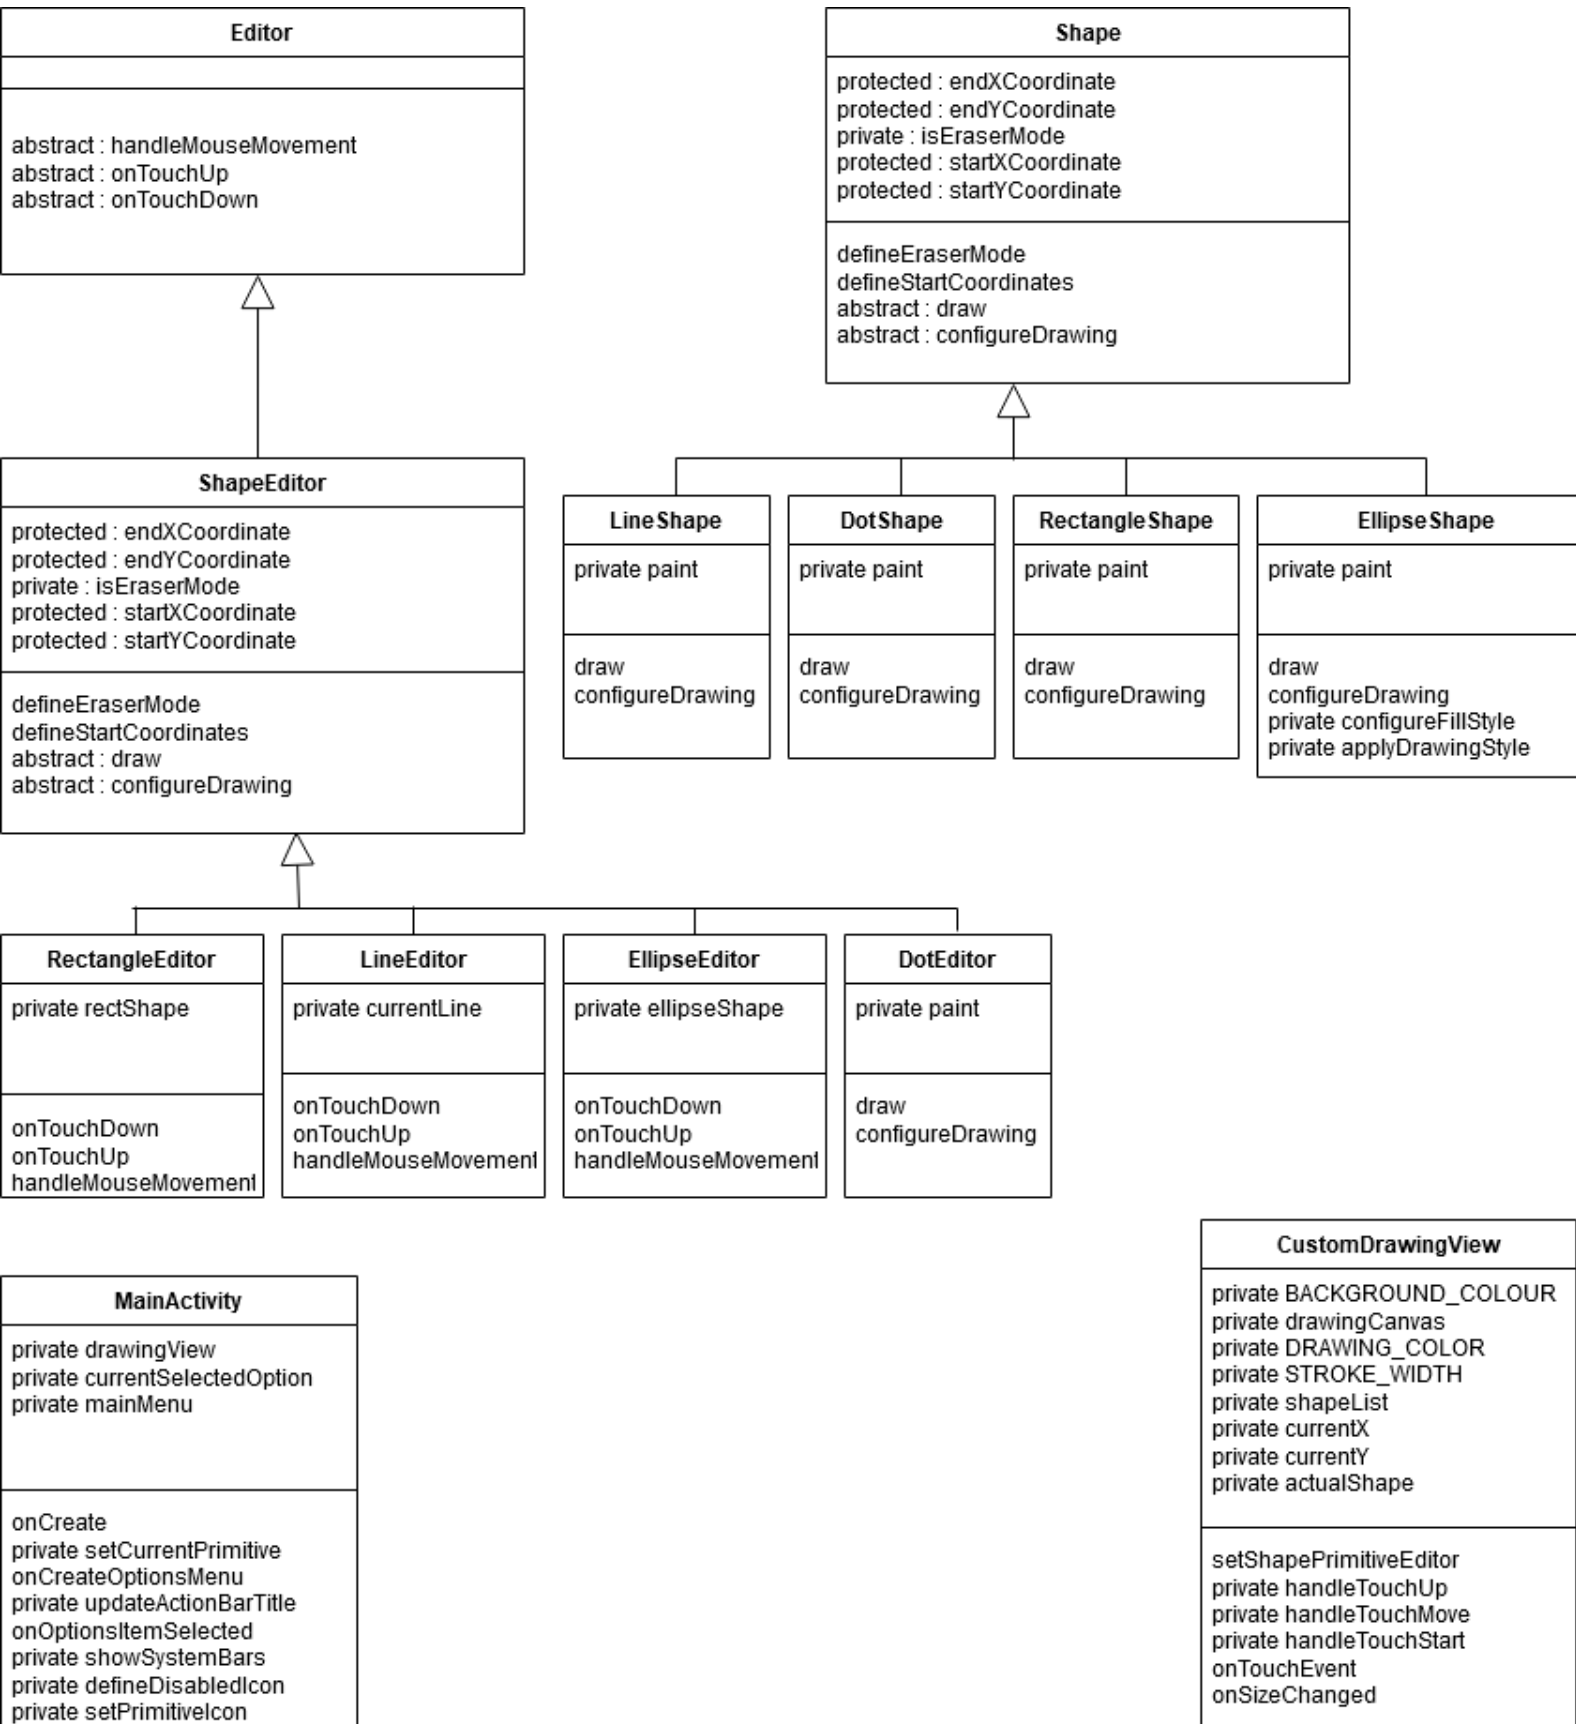 Editor
abstract : handleMouseMovement
abstract : onTouchUp
abstract : onTouchDown
Shape
protected : endXCoordinate
protected : endYCoordinate
private : isEraserMode
protected : startXCoordinate
protected : startYCoordinate
defineEraserMode
defineStartCoordinates
abstract : draw
abstract : configureDrawing
ShapeEditor
protected : endXCoordinate
protected : endYCoordinate
private : isEraserMode
protected : startXCoordinate
protected : startYCoordinate
defineEraserMode
defineStartCoordinates
abstract : draw
abstract : configureDrawing
LineShape
private paint
draw
configureDrawing
DotShape
private paint
draw
configureDrawing
RectangleShape
private paint
draw
configureDrawing
EllipseShape
private paint
draw
configureDrawing
private configureFillStyle
private applyDrawingStyle
RectangleEditor
private rectShape
onTouchDown
onTouchUp
handleMouseMovement
LineEditor
private currentLine
onTouchDown
onTouchUp
handleMouseMovement
EllipseEditor
private ellipseShape
onTouchDown
onTouchUp
handleMouseMovement
DotEditor
private paint
draw
configureDrawing
MainActivity
private drawingView
private currentSelectedOption
private mainMenu
onCreate
private setCurrentPrimitive
onCreateOptionsMenu
private updateActionBarTitle
onOptionsItemSelected
private showSystemBars
private defineDisabledIcon
private setPrimitiveIcon
CustomDrawingView
private BACKGROUND_COLOUR
private drawingCanvas
private DRAWING_COLOR
private STROKE_WIDTH
private shapeList
private currentX
private currentY
private actualShape
setShapePrimitiveEditor
private handleTouchUp
private handleTouchMove
private handleTouchStart
onTouchEvent
onSizeChanged